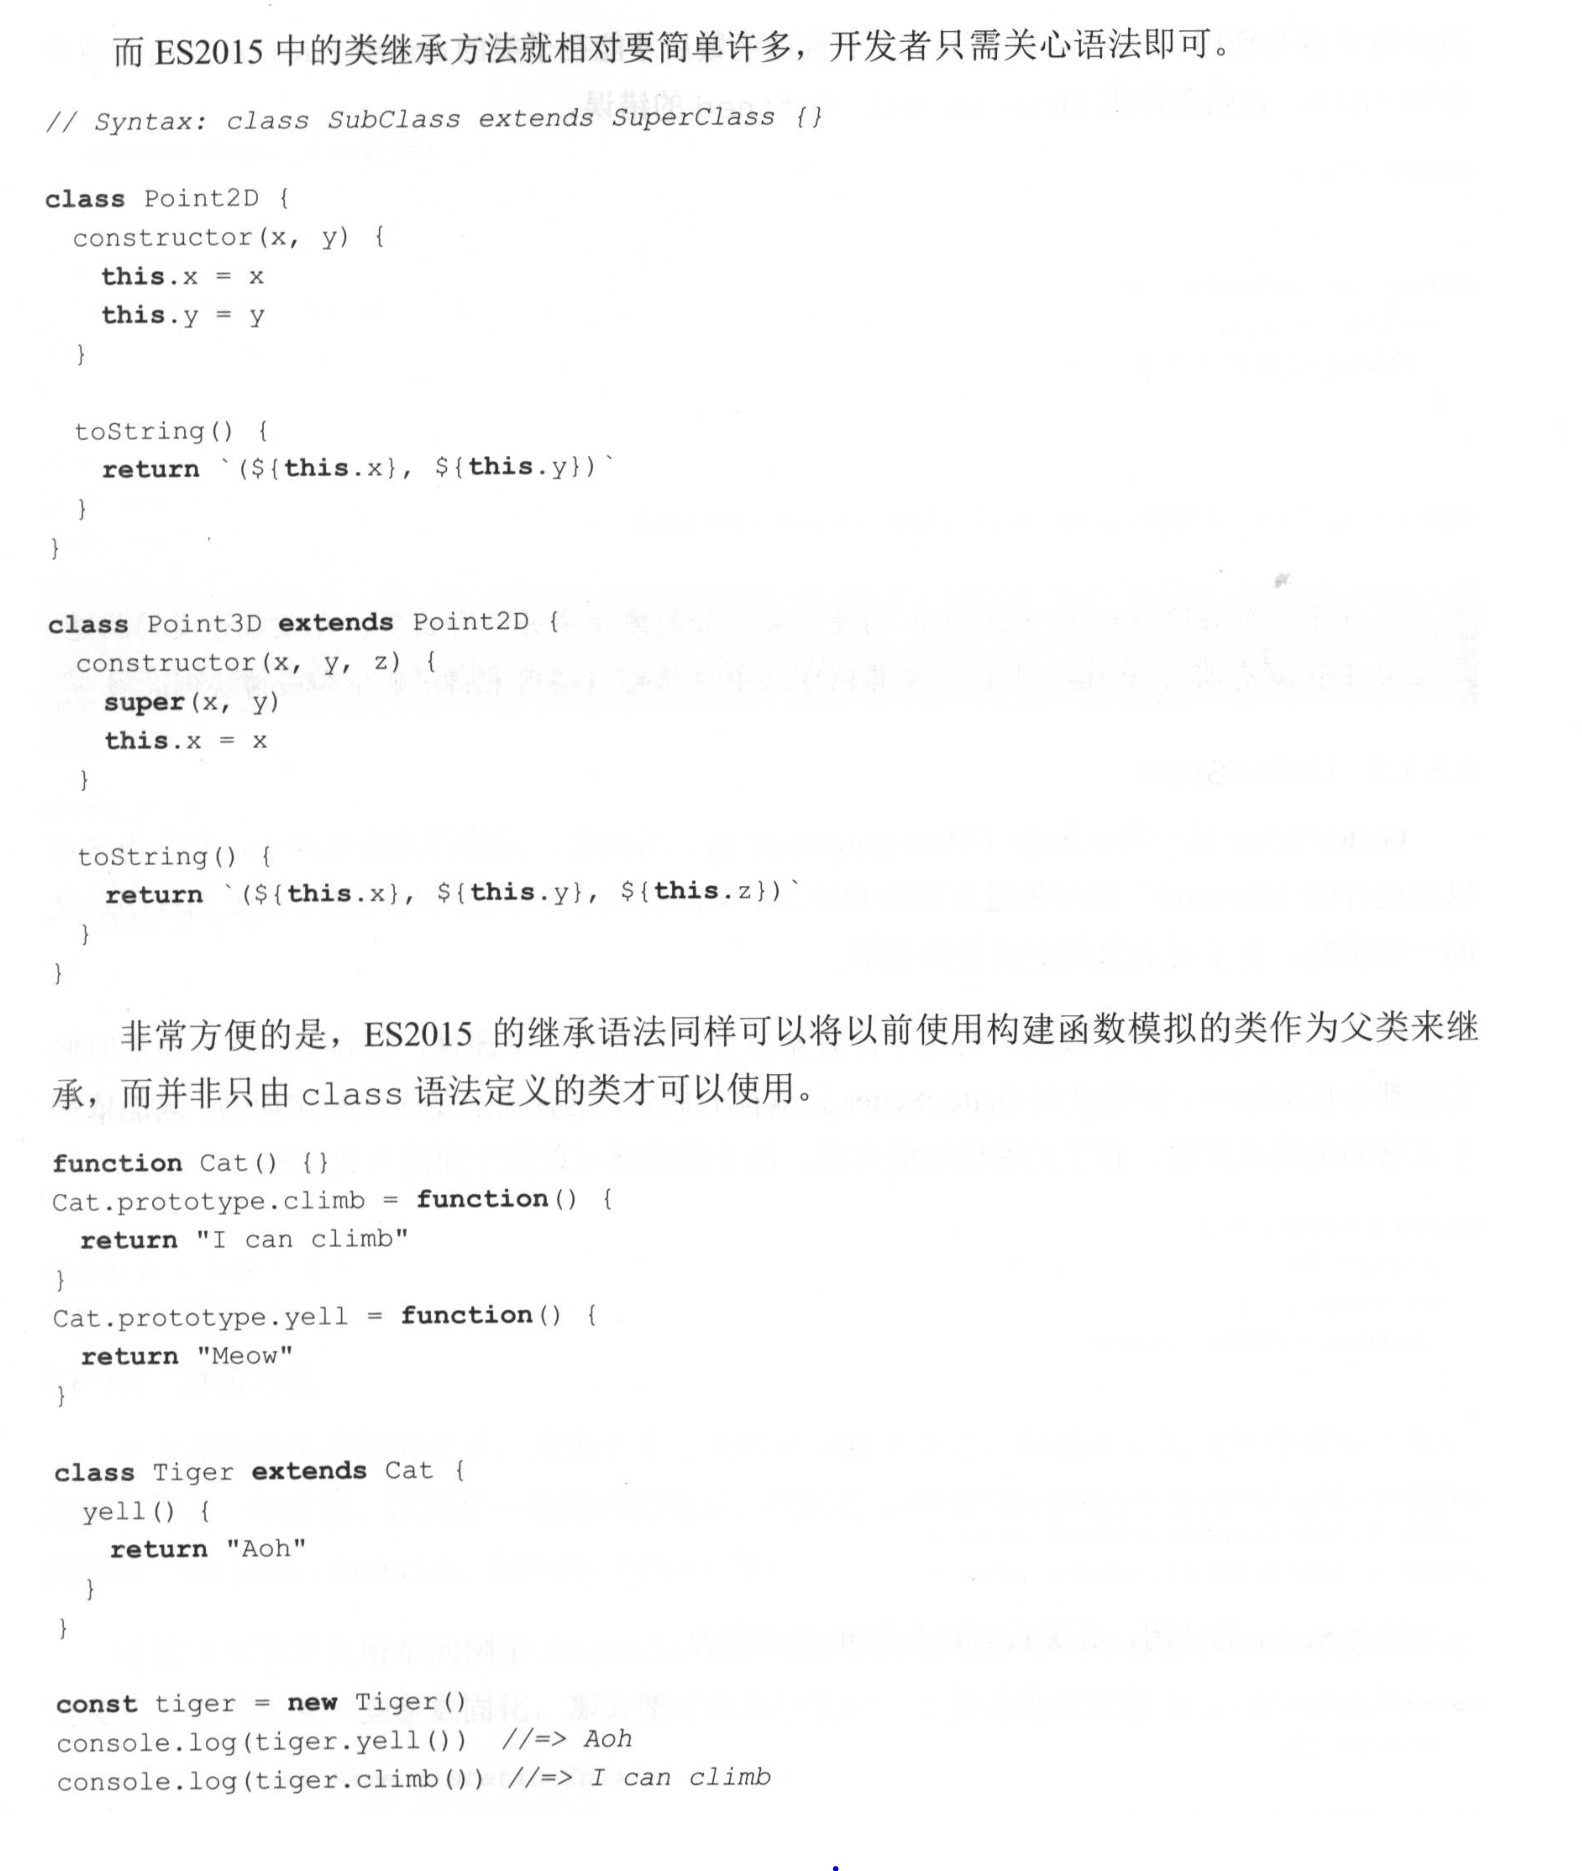 而 ES2015 中的类继承方法就相对要简单许多，开发者只需关心语法即可。
// Syntax: class SubClass extends SuperClass {}
class Point2D {
constructor(x, y) {
this.x = x
this.y = y
}
toString() {
return `(${this.x}, ${this.y})`
}
}
class Point3D extends Point2D {
constructor(x, y, z) {
super(x, y)
this.x = x
}
toString() {
return `(${this.x}, ${this.y}, ${this.z})`
}
}
非常方便的是，ES2015 的继承语法同样可以将以前使用构建函数模拟的类作为父类来继
承，而并非只由 class 语法定义的类才可以使用。
function Cat() {}
Cat.prototype.climb = function() {
return "I can climb"
}
Cat.prototype.yell = function() {
return "Meow"
}
class Tiger extends Cat {
yell() {
return "Aoh"
}
}
const tiger = new Tiger()
console.log(tiger.yell()) //=> Aoh
console.log(tiger.climb()) //=> I can climb